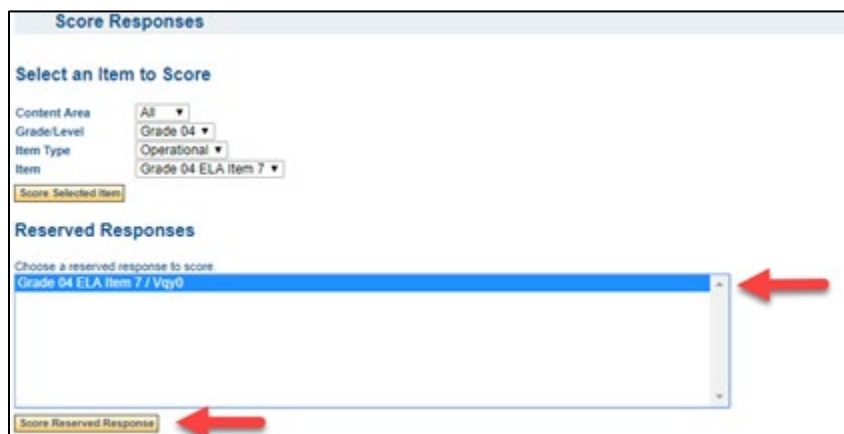 Score Responses
Select an Item to Score
Content Area All
Grade/Level Grade 04
Item Type Operational
Item Grade 04 ELA Item 7
Score Selected Item
Reserved Responses
Choose a reserved response to score.
Grade 04 ELA Item 7 / Vqy0
Score Reserved Response